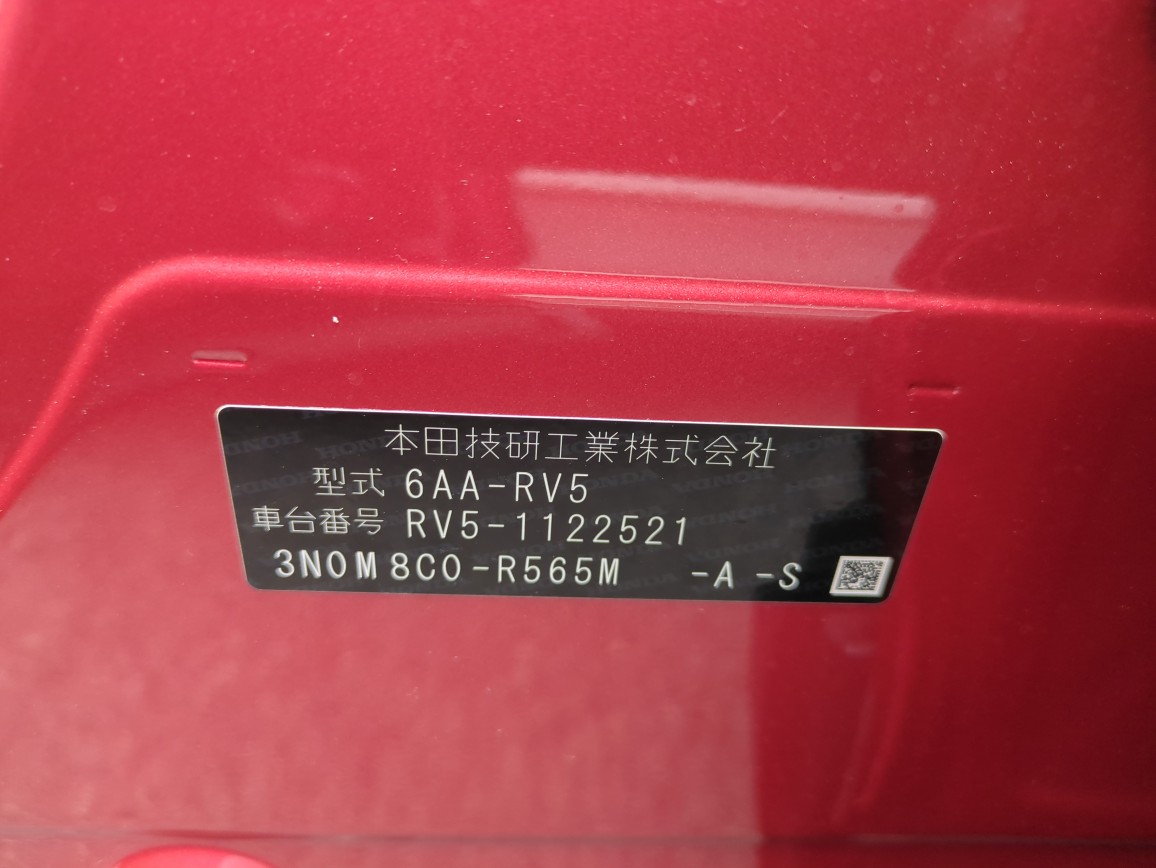 本田技研工業株式会社
型式 6AA-RV5
車台番号 RV5-1122521
3N0M8C0-R565M -A -S